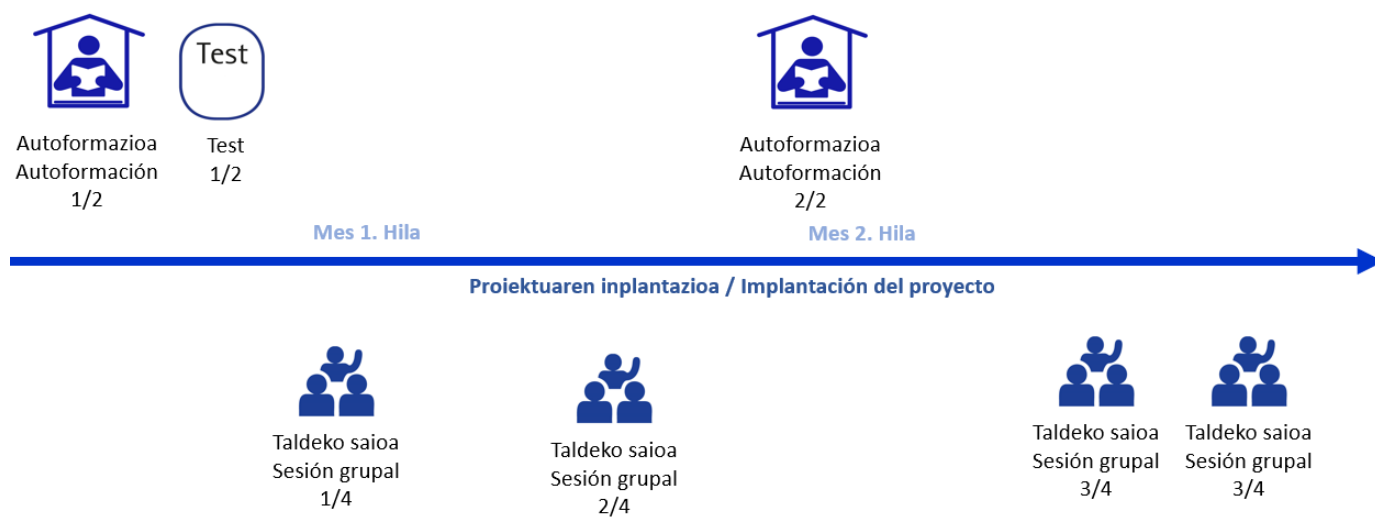 Test
Autoformazioa
Autoformación
1/2
Test
1/2
Autoformazioa
Autoformación
2/2
Mes 1. Hila
Mes 2. Hila
Proiektuaren inplantazioa / Implantación del proyecto
Taldeko saioa
Sesión grupal
1/4
Taldeko saioa
Sesión grupal
2/4
Taldeko saioa
Sesión grupal
3/4
Taldeko saioa
Sesión grupal
3/4